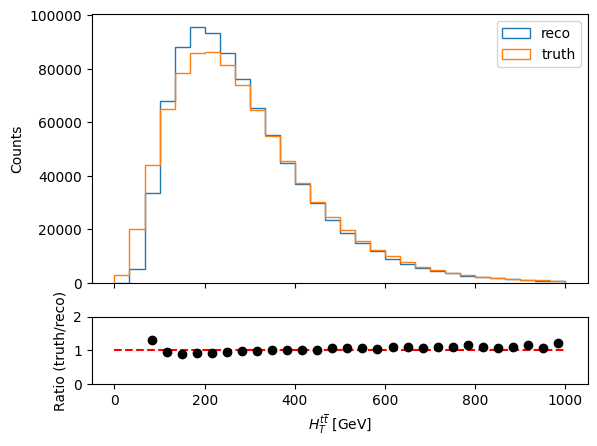 100000
80000
60000
40000
20000
0
Counts
reco
truth
2
1
0
Ratio (truth/reco)
0 200 400 600 800 1000
$H_T^{t\bar{t}}$ [GeV]